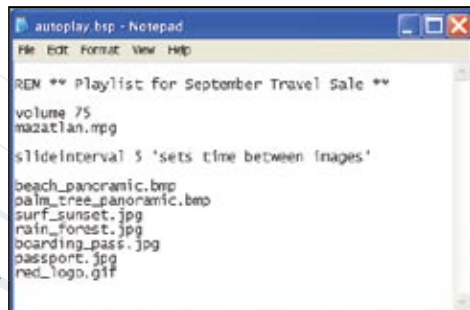 autoplay.bsp - Notepad
File Edit Format View Help
REM ** Playlist for September Travel Sale **
volume 75
mazatlan.mpg
slideinterval 5 'sets time between images'
beach_panoramic.bmp
palm_tree_panoramic.bmp
surf_sunset.jpg
rain_forest.jpg
boarding_pass.jpg
passport.jpg
red_logo.gif